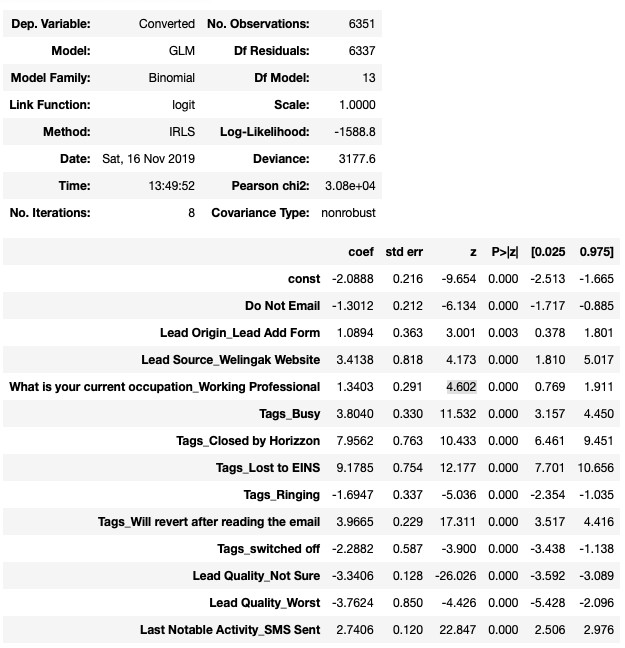 Dep. Variable: Converted No. Observations: 6351
Model: GLM Df Residuals: 6337
Model Family: Binomial Df Model: 13
Link Function: logit Scale: 1.0000
Method: IRLS Log-Likelihood: -1588.8
Date: Sat, 16 Nov 2019 Deviance: 3177.6
Time: 13:49:52 Pearson chi2: 3.08e+04
No. Iterations: 8 Covariance Type: nonrobust
coef std err z P>|z| [0.025 0.975]
const -2.0888 0.216 -9.654 0.000 -2.513 -1.665
Do Not Email -1.3012 0.212 -6.134 0.000 -1.717 -0.885
Lead Origin_Lead Add Form 1.0894 0.363 3.001 0.003 0.378 1.801
Lead Source_Welingak Website 3.4138 0.818 4.173 0.000 1.810 5.017
What is your current occupation_Working Professional 1.3403 0.291 4.602 0.000 0.769 1.911
Tags_Busy 3.8040 0.330 11.532 0.000 3.157 4.450
Tags_Closed by Horizzon 7.9562 0.763 10.433 0.000 6.461 9.451
Tags_Lost to EINS 9.1785 0.754 12.177 0.000 7.701 10.656
Tags_Ringing -1.6947 0.337 -5.036 0.000 -2.354 -1.035
Tags_Will revert after reading the email 3.9665 0.229 17.311 0.000 3.517 4.416
Tags_switched off -2.2882 0.587 -3.900 0.000 -3.438 -1.138
Lead Quality_Not Sure -3.3406 0.128 -26.026 0.000 -3.592 -3.089
Lead Quality_Worst -3.7624 0.850 -4.426 0.000 -5.428 -2.096
Last Notable Activity_SMS Sent 2.7406 0.120 22.847 0.000 2.506 2.976